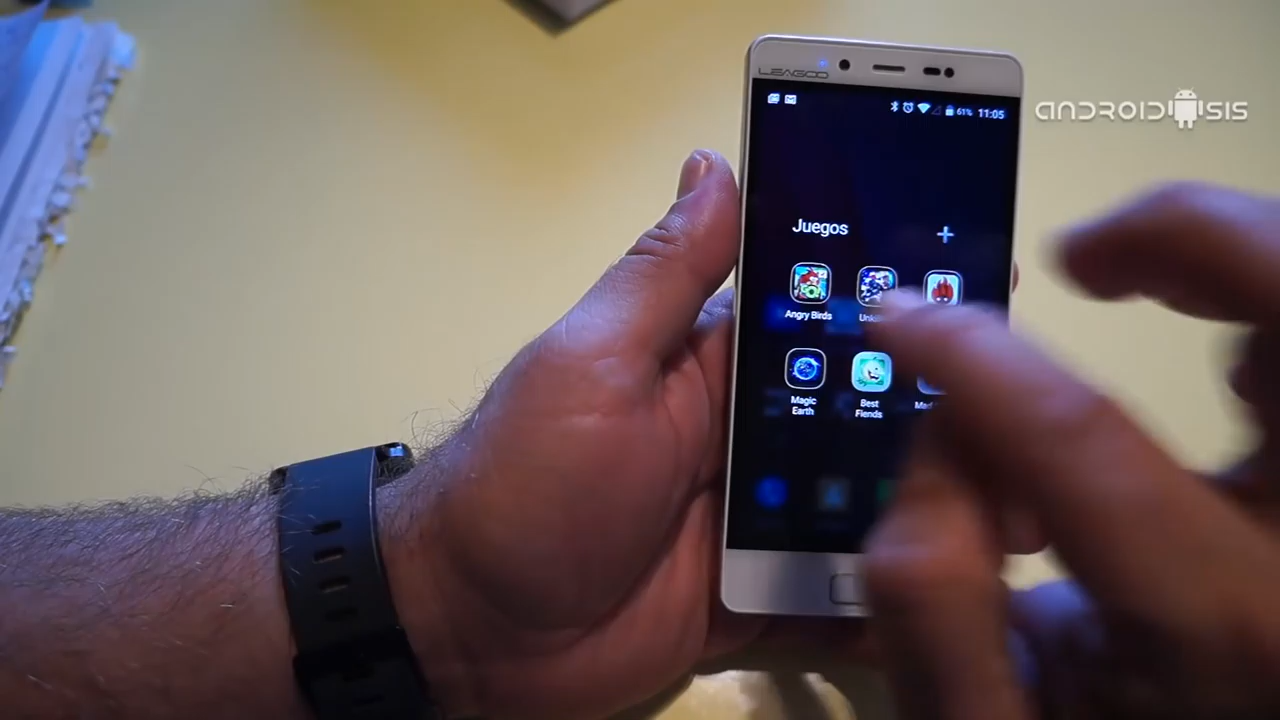 LEAGOO
ANDROIDSIS
61% 11:05
Juegos
Angry Birds
Magic
Earth
Best
Fiends